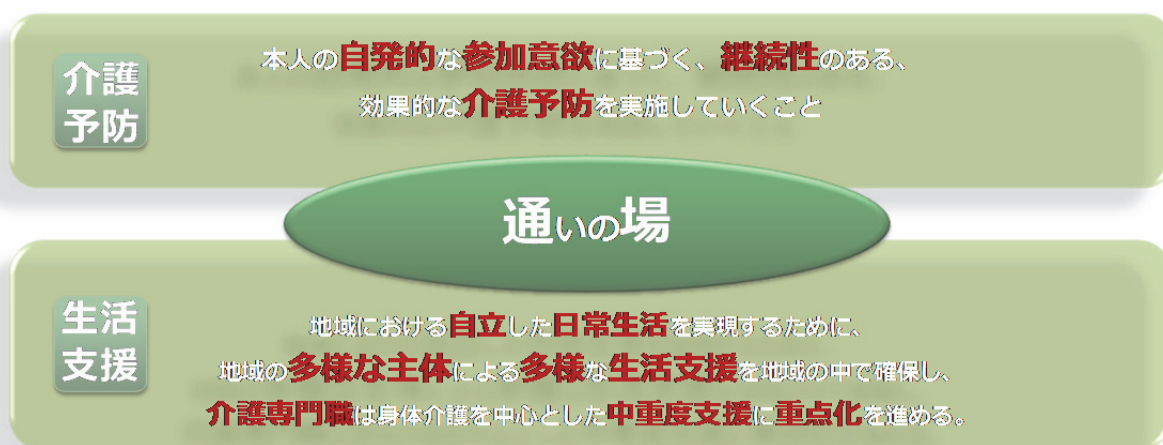 介護
予防
本人の自発的な参加意欲に基づく、継続性のある、
効果的な介護予防を実施していくこと
通いの場
生活
支援
地域における自立した日常生活を実現するために、
地域の多様な主体による多様な生活支援を地域の中で確保し、
介護専門職は身体介護を中心とした中重度支援に重点化を進める。